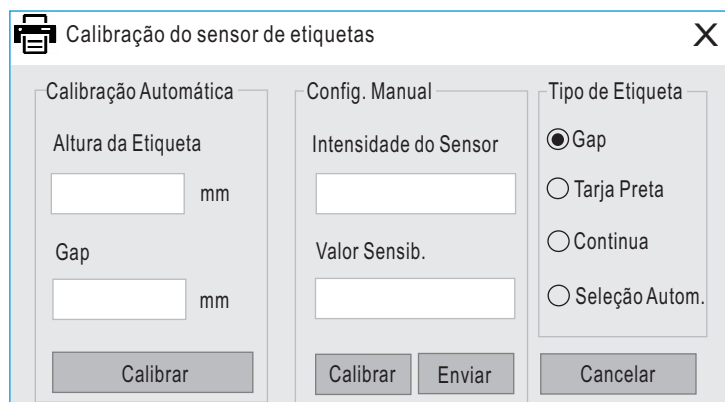 Calibração do sensor de etiquetas
X
Calibração Automática
Altura da Etiqueta
mm
Gap
mm
Calibrar
Config. Manual
Intensidade do Sensor
Valor Sensib.
Calibrar
Enviar
Tipo de Etiqueta
Gap
Tarja Preta
Continua
Seleção Autom.
Cancelar